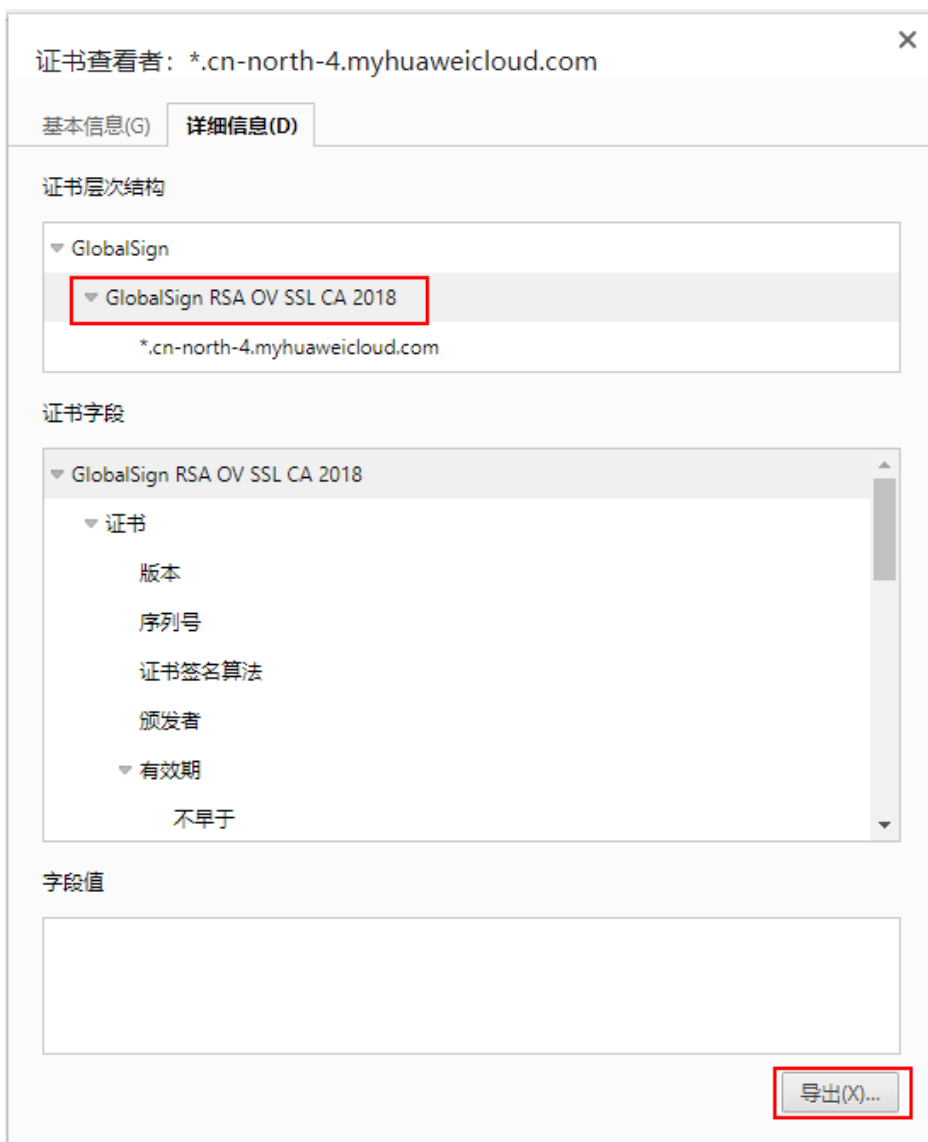 证书查看者：*.cn-north-4.myhuaweicloud.com
基本信息(G) 详细信息(D)
证书层次结构
GlobalSign
GlobalSign RSA OV SSL CA 2018
*.cn-north-4.myhuaweicloud.com
证书字段
GlobalSign RSA OV SSL CA 2018
证书
版本
序列号
证书签名算法
颁发者
有效期
不早于
字段值
导出(X)...